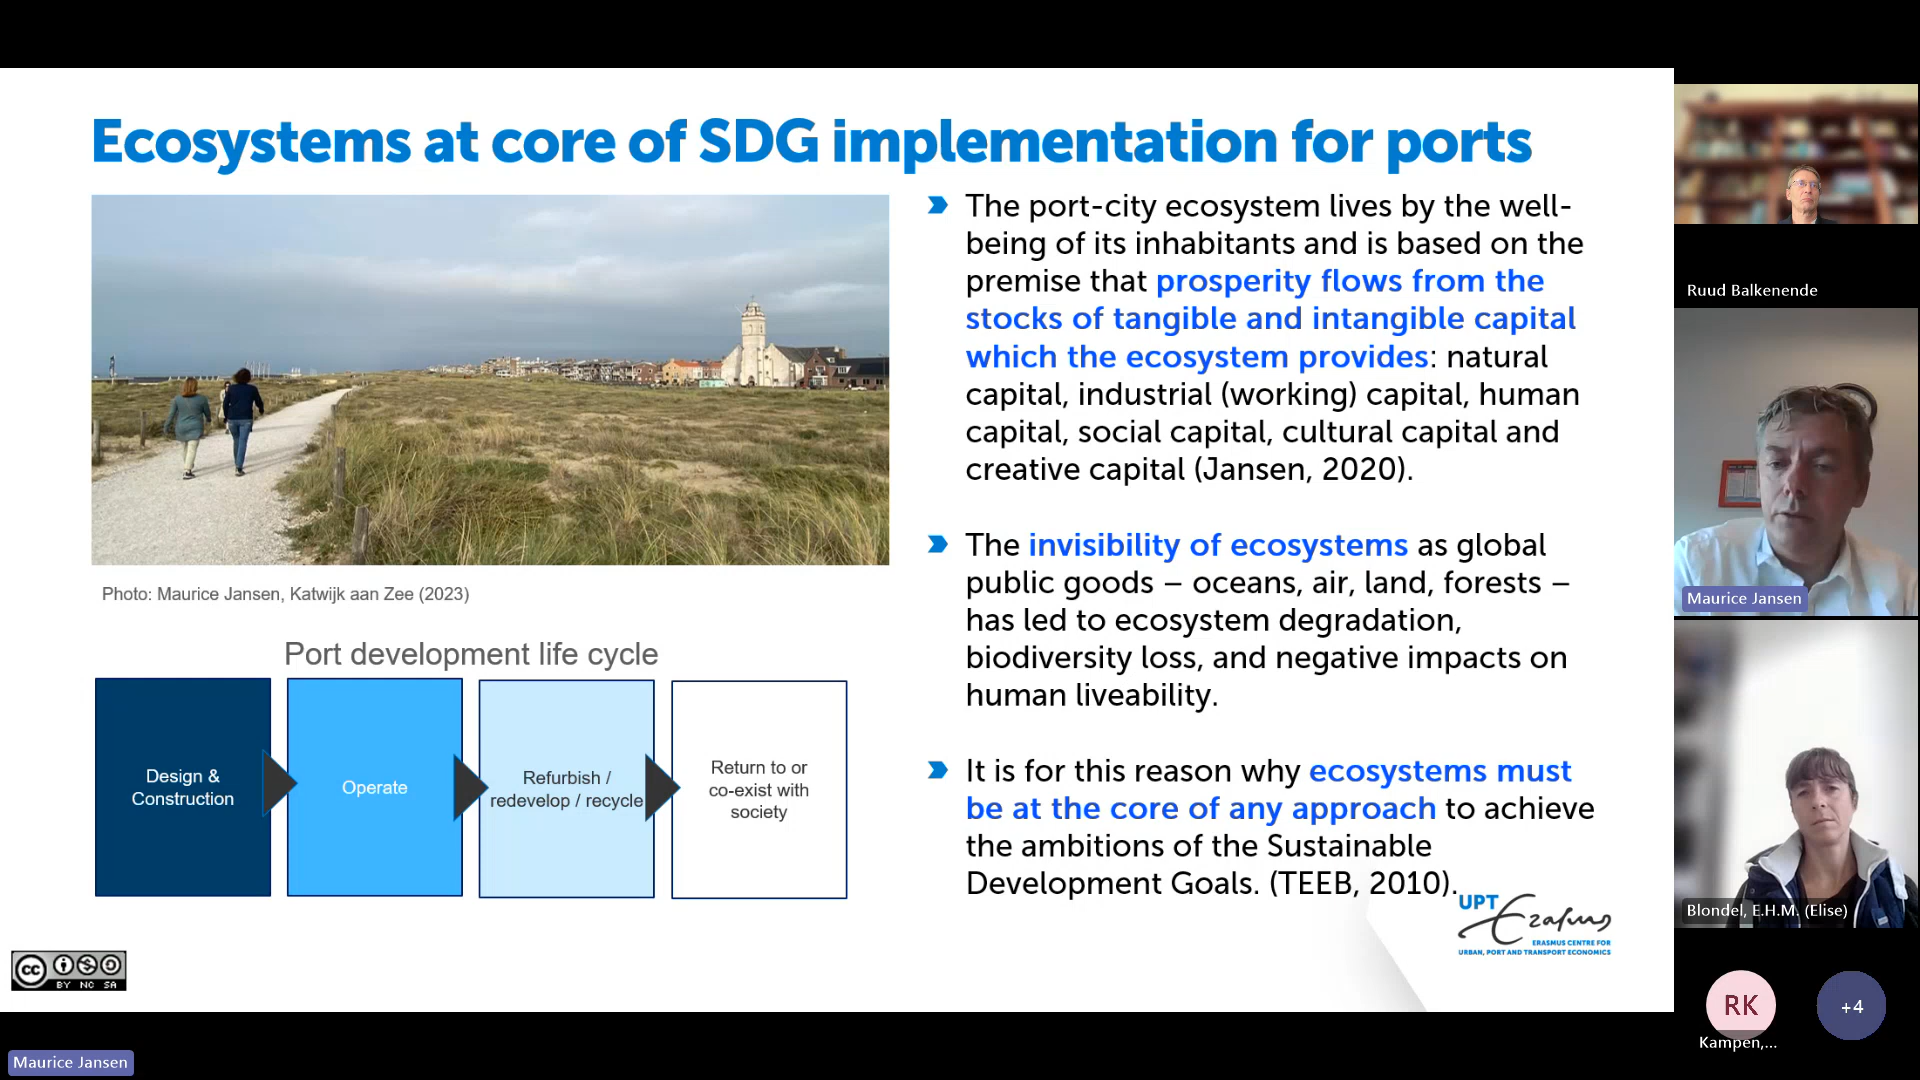 Ecosystems at core of SDG implementation for ports
Photo: Maurice Jansen, Katwijk aan Zee (2023)
Port development life cycle
Design &
Construction
Operate
Refurbish /
redevelop / recycle
Return to or
co-exist with
society
The port-city ecosystem lives by the well-
being of its inhabitants and is based on the
premise that prosperity flows from the
stocks of tangible and intangible capital
which the ecosystem provides: natural
capital, industrial (working) capital, human
capital, social capital, cultural capital and
creative capital (Jansen, 2020).
The invisibility of ecosystems as global
public goods – oceans, air, land, forests –
has led to ecosystem degradation,
biodiversity loss, and negative impacts on
human liveability.
It is for this reason why ecosystems must
be at the core of any approach to achieve
the ambitions of the Sustainable
Development Goals. (TEEB, 2010).
UPT
Erasmus
ERASMUS CENTRE FOR
URBAN, PORT AND TRANSPORT ECONOMICS
cc
BY NC SA
Ruud Balkenende
Maurice Jansen
Blondel, E.H.M. (Elise)
RK
Kampen,...
+4
Maurice Jansen